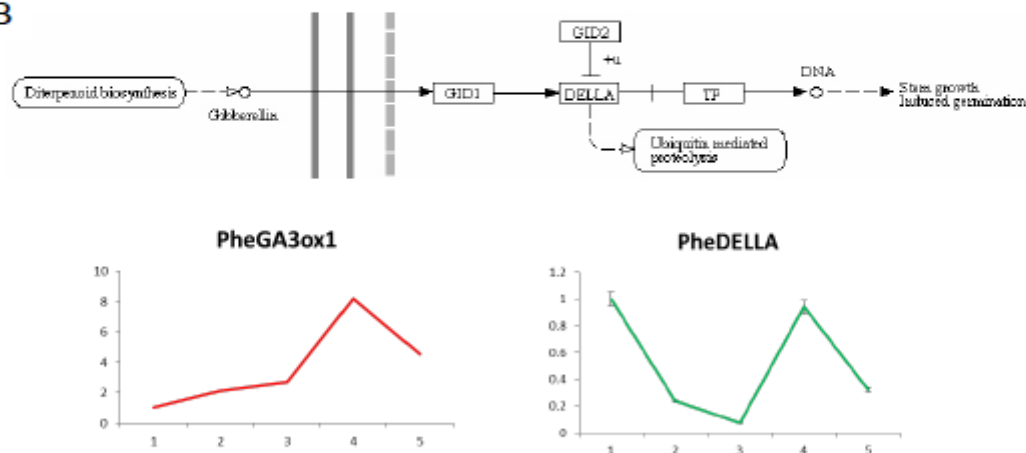 B
GID2
+u
DNA
Diterpenoid biosynthesis
GID1
DELLA
TF
Stem growth
Induced germination
Gibberellin
Ubiquitin mediated
proteolysis
PheGA3ox1
10
8
6
4
2
0
1 2 3 4 5
PheDELLA
1.2
1
0.8
0.6
0.4
0.2
0
1 2 3 4 5